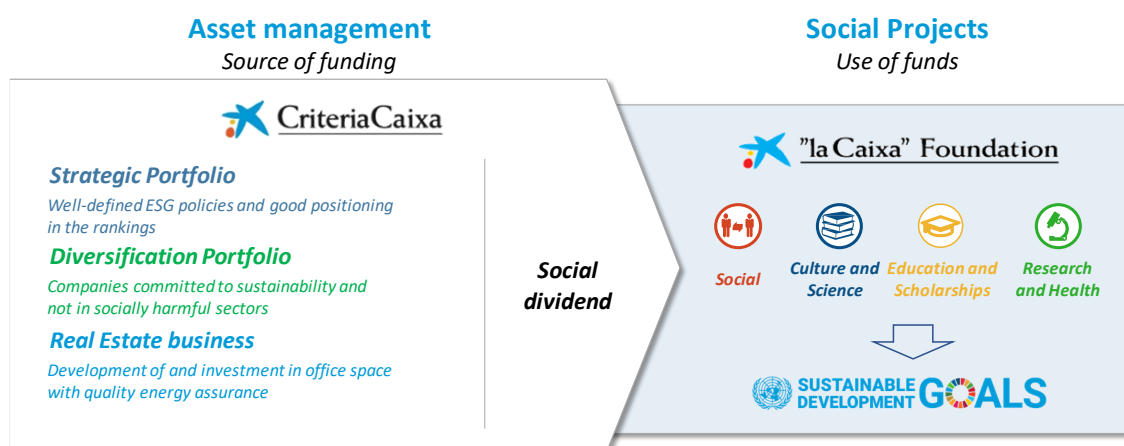 Asset management
Source of funding
CriteriaCaixa
Strategic Portfolio
Well-defined ESG policies and good positioning
in the rankings
Diversification Portfolio
Companies committed to sustainability and
not in socially harmful sectors
Real Estate business
Development of and investment in office space
with quality energy assurance
Social
dividend
Social Projects
Use of funds
"la Caixa" Foundation
Social
Culture and
Science
Education and
Scholarships
Research
and Health
SUSTAINABLE
DEVELOPMENT
GOALS